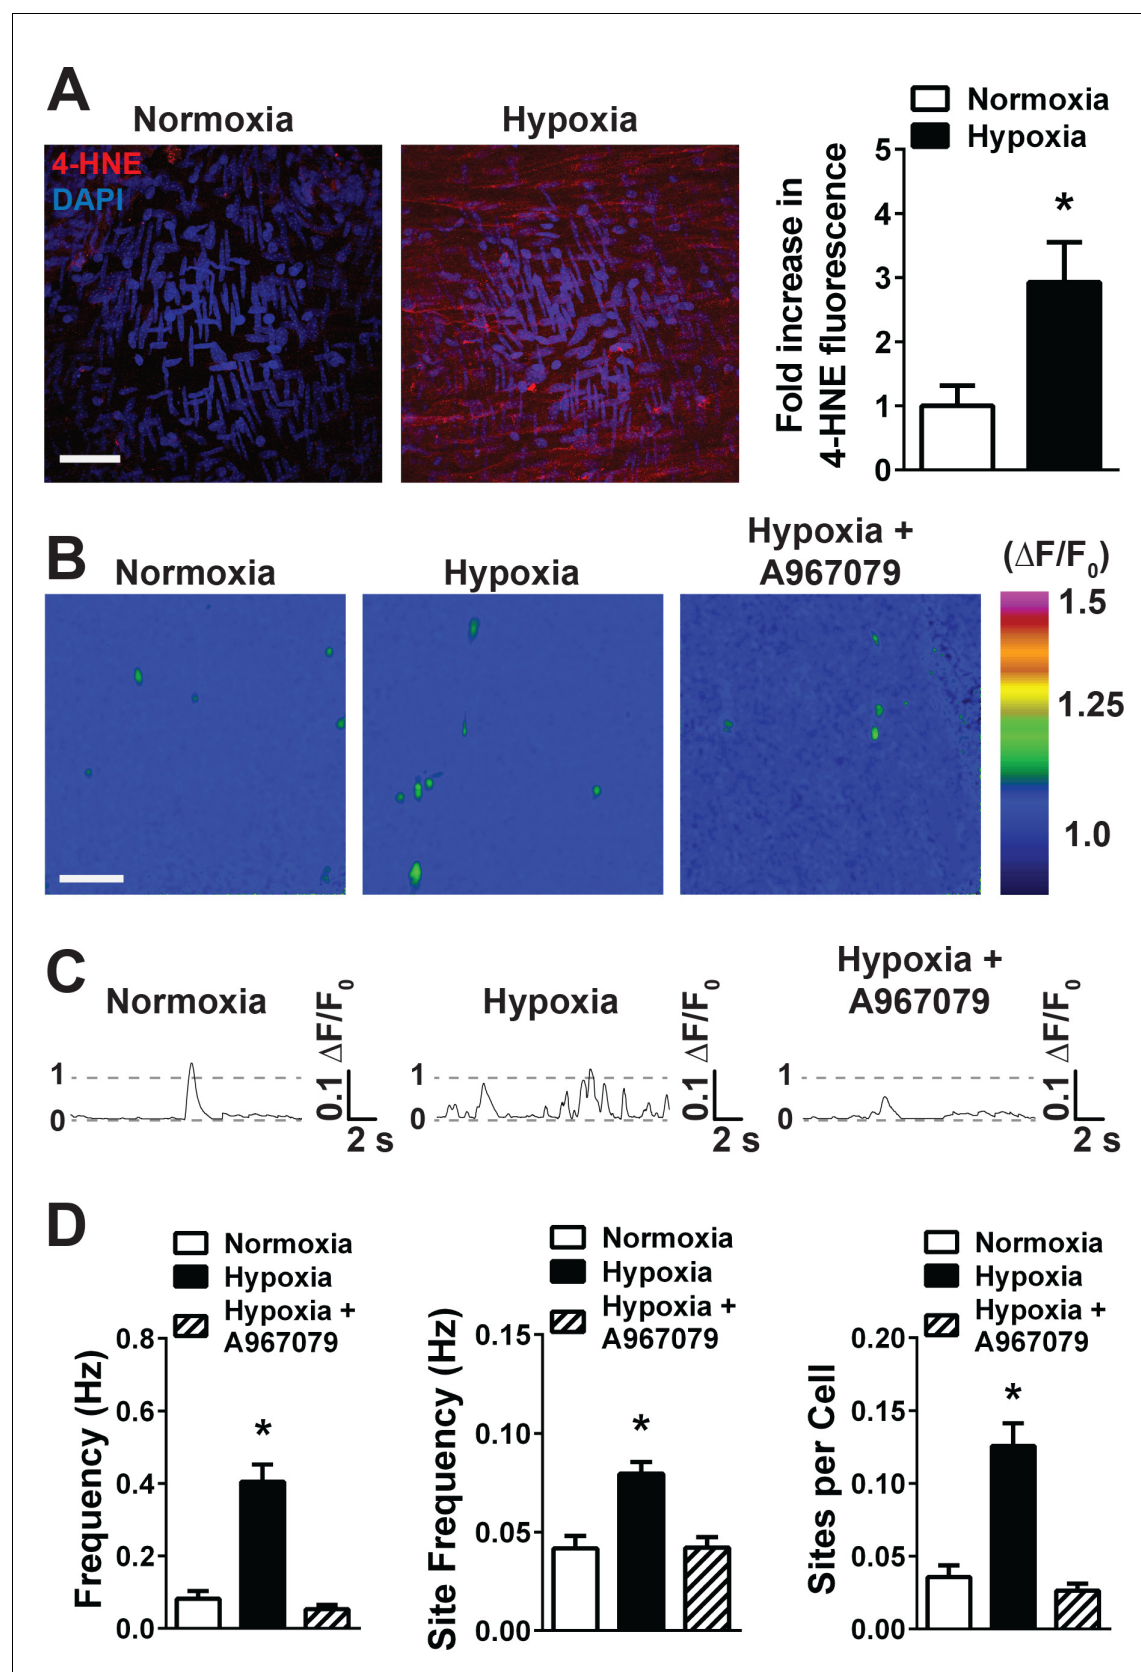 A
Normoxia
Hypoxia
4-HNE
DAPI
Normoxia
Hypoxia
Fold increase in
4-HNE fluorescence
5
4
3
2
1
0
*
B
Normoxia
Hypoxia
Hypoxia +
A967079
(ΔF/F0)
1.5
1.25
1.0
C
Normoxia
Hypoxia
Hypoxia +
A967079
1
0
0.1 ΔF/F0
2 s
1
0
0.1 ΔF/F0
2 s
1
0
0.1 ΔF/F0
2 s
D
Normoxia
Hypoxia
Hypoxia +
A967079
Frequency (Hz)
0.8
0.6
0.4
0.2
0.0
*
Normoxia
Hypoxia
Hypoxia +
A967079
Site Frequency (Hz)
0.15
0.10
0.05
0.00
*
Normoxia
Hypoxia
Hypoxia +
A967079
Sites per Cell
0.20
0.15
0.10
0.05
0.00
*